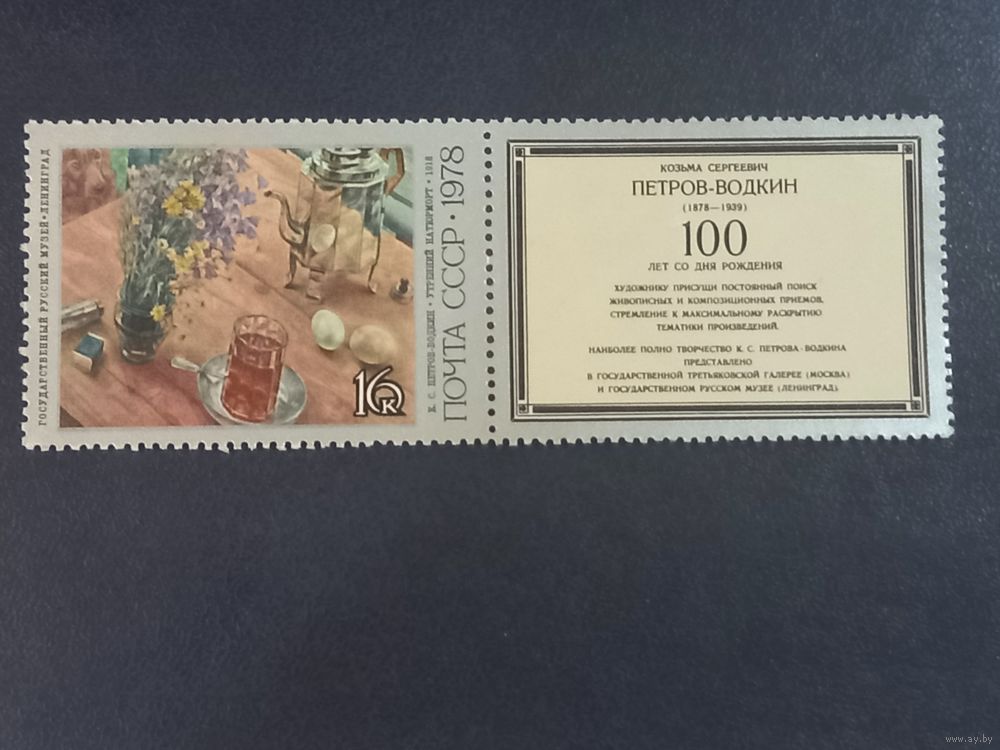 ГОСУДАРСТВЕННЫЙ РУССКИЙ МУЗЕЙ • ЛЕНИНГРАД
16 к
К. С. ПЕТРОВ-ВОДКИН • УТРЕННИЙ НАТЮРМОРТ • 1918
ПОЧТА СССР • 1978
КОЗЬМА СЕРГЕЕВИЧ
ПЕТРОВ-ВОДКИН
(1878—1939)
100
ЛЕТ СО ДНЯ РОЖДЕНИЯ
ХУДОЖНИКУ ПРИСУЩИ ПОСТОЯННЫЙ ПОИСК
ЖИВОПИСНЫХ И КОМПОЗИЦИОННЫХ ПРИЕМОВ,
СТРЕМЛЕНИЕ К МАКСИМАЛЬНОМУ РАСКРЫТИЮ
ТЕМАТИКИ ПРОИЗВЕДЕНИЙ.
НАИБОЛЕЕ ПОЛНО ТВОРЧЕСТВО К. С. ПЕТРОВА-ВОДКИНА
ПРЕДСТАВЛЕНО
В ГОСУДАРСТВЕННОЙ ТРЕТЬЯКОВСКОЙ ГАЛЕРЕЕ (МОСКВА)
И ГОСУДАРСТВЕННОМ РУССКОМ МУЗЕЕ (ЛЕНИНГРАД)
www.ay.by